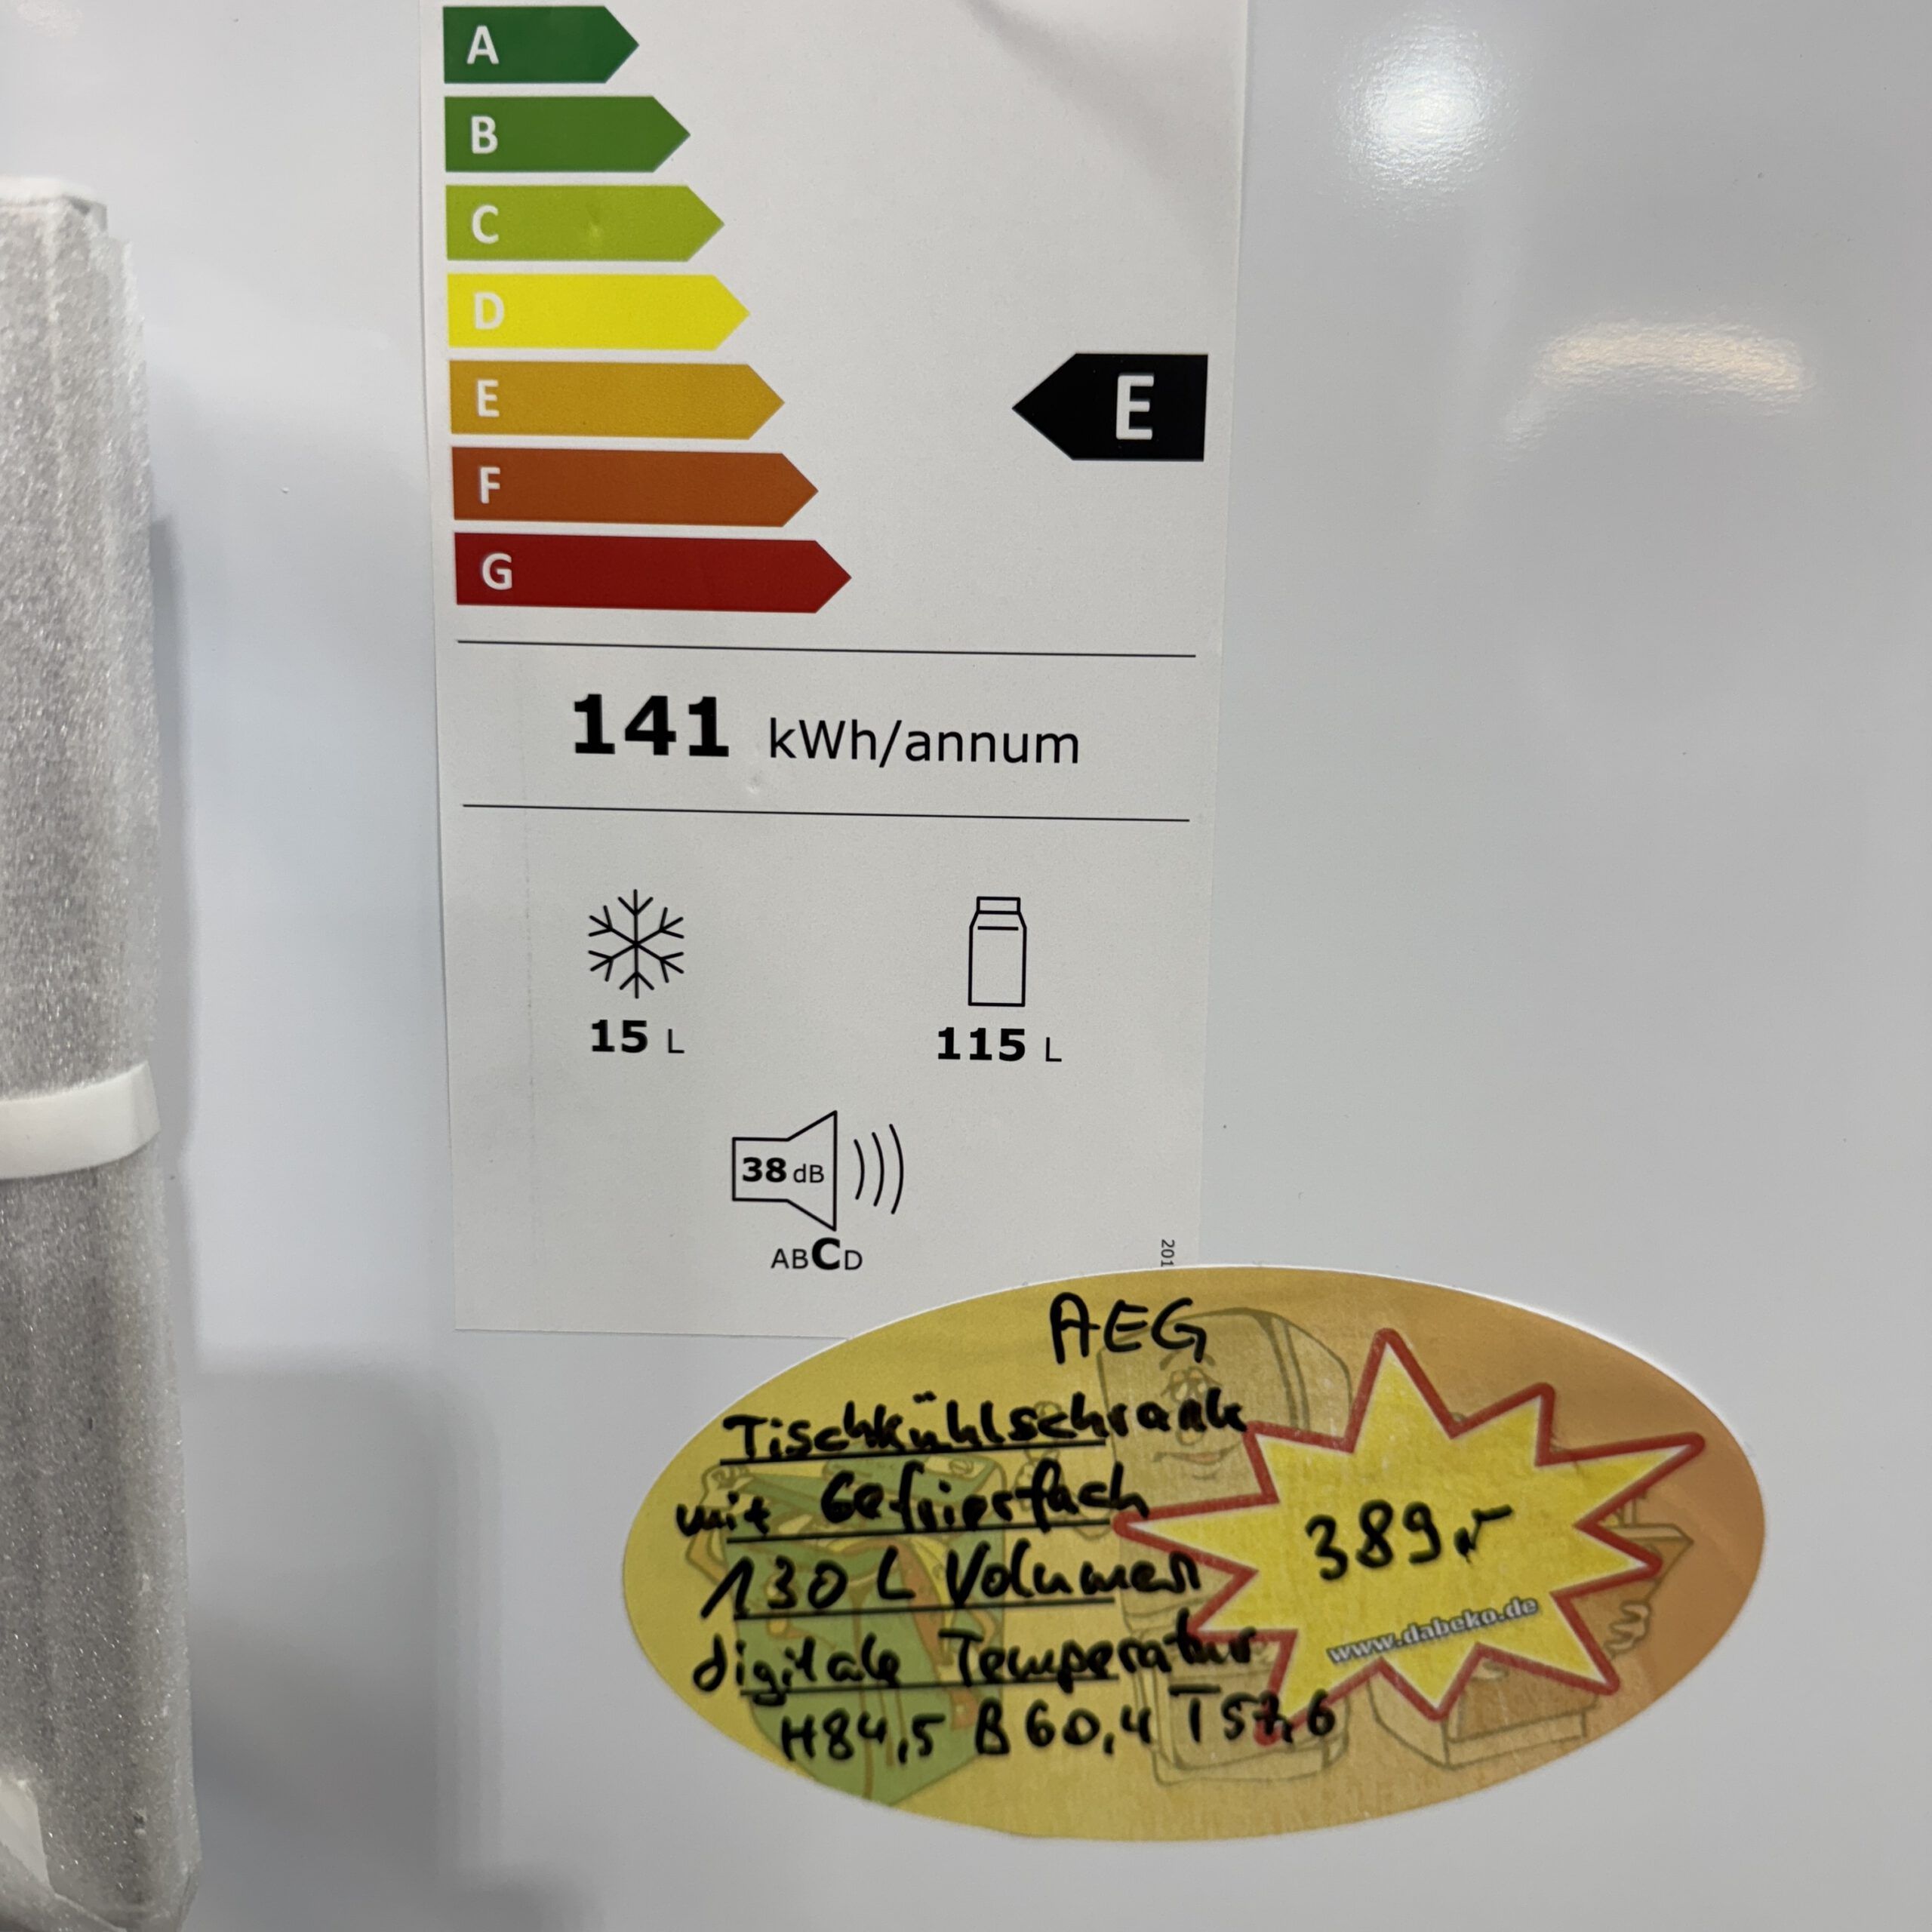 A
B
C
D
E
E
F
G
141 kWh/annum
15 L
115 L
38 dB
ABCD
201
AEG
Tischkühlschrank
mit Gefrierfach
130 L Volumen
digitale Temperatur
H84,5 B60,4 T57,6
389,-
www.dabeko.de